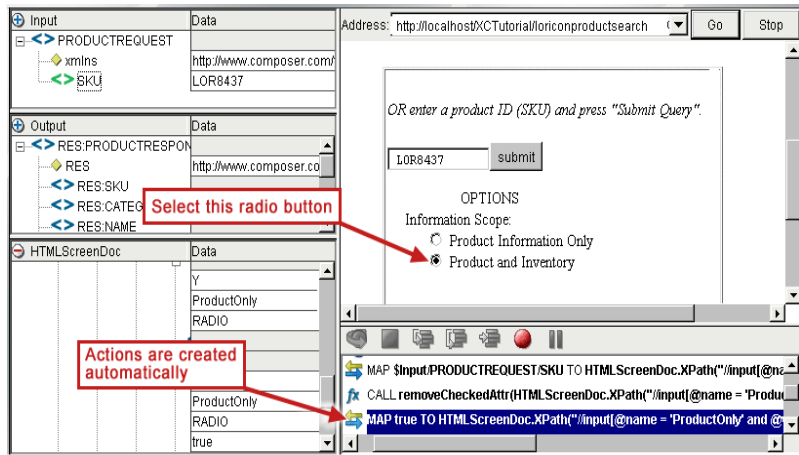 Input Data
PRODUCTREQUEST
xmlns http://www.composer.com/
SKU LOR8437
Output Data
RES:PRODUCTRESPON
RES http://www.composer.co
RES:SKU
RES:CATEG
RES:NAME
HTMLScreenDoc Data
Y
ProductOnly
RADIO
ProductOnly
RADIO
true
Select this radio button
Actions are created
automatically
Address: http://localhost/XCTutorial/loriconproductsearch Go Stop
OR enter a product ID (SKU) and press "Submit Query".
LOR8437 submit
OPTIONS
Information Scope:
Product Information Only
Product and Inventory
MAP $Input/PRODUCTREQUEST/SKU TO HTMLScreenDoc.XPath("//input[@na
fx CALL removeCheckedAttr(HTMLScreenDoc.XPath("//input[@name = 'Produ
MAP true TO HTMLScreenDoc.XPath("//input[@name = 'ProductOnly' and @